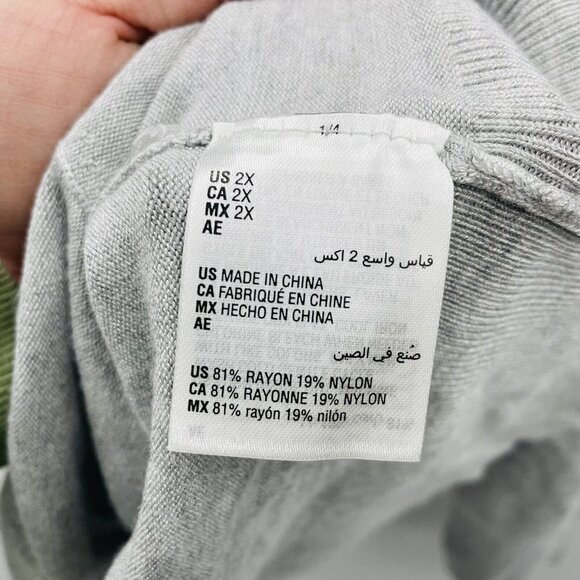 1/4
US 2X
CA 2X
MX 2X
AE
قياس واسع 2 اكس
US MADE IN CHINA
CA FABRIQUÉ EN CHINE
MX HECHO EN CHINA
AE
صُنع في الصين
US 81% RAYON 19% NYLON
CA 81% RAYONNE 19% NYLON
MX 81% rayón 19% nilón